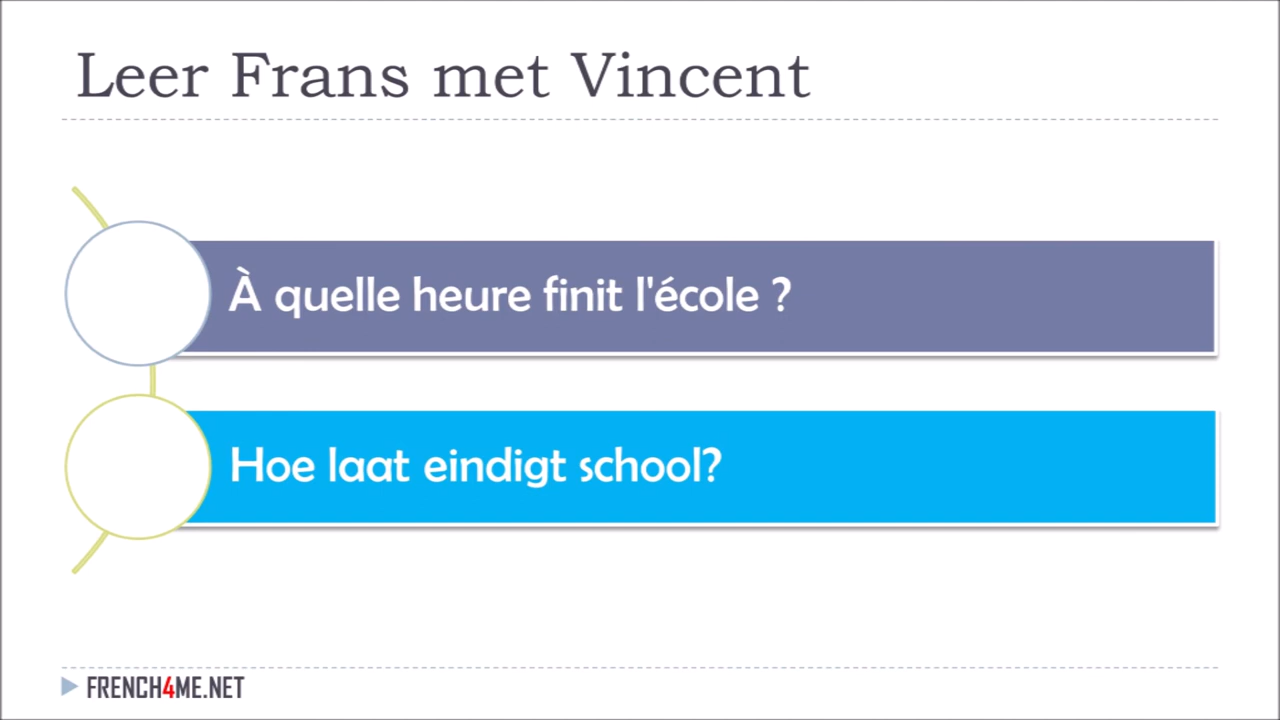 Leer Frans met Vincent
À quelle heure finit l'école ?
Hoe laat eindigt school?
FRENCH4ME.NET